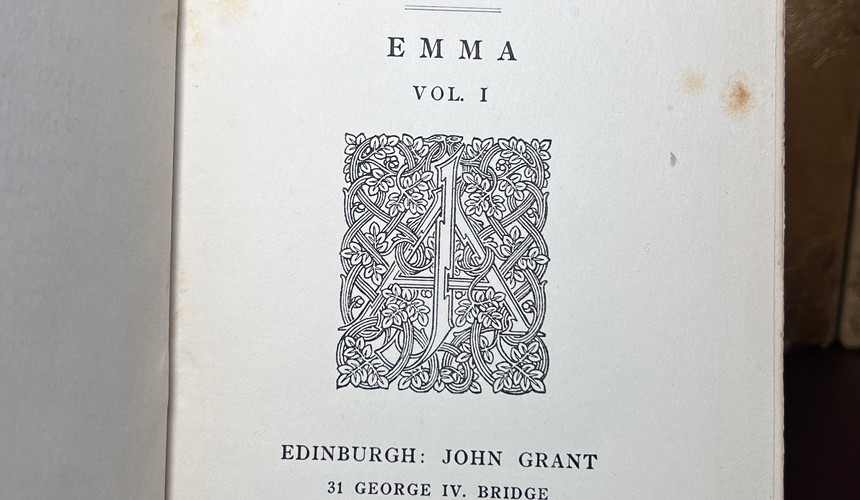 EMMA
VOL. I
EDINBURGH: JOHN GRANT
31 GEORGE IV. BRIDGE